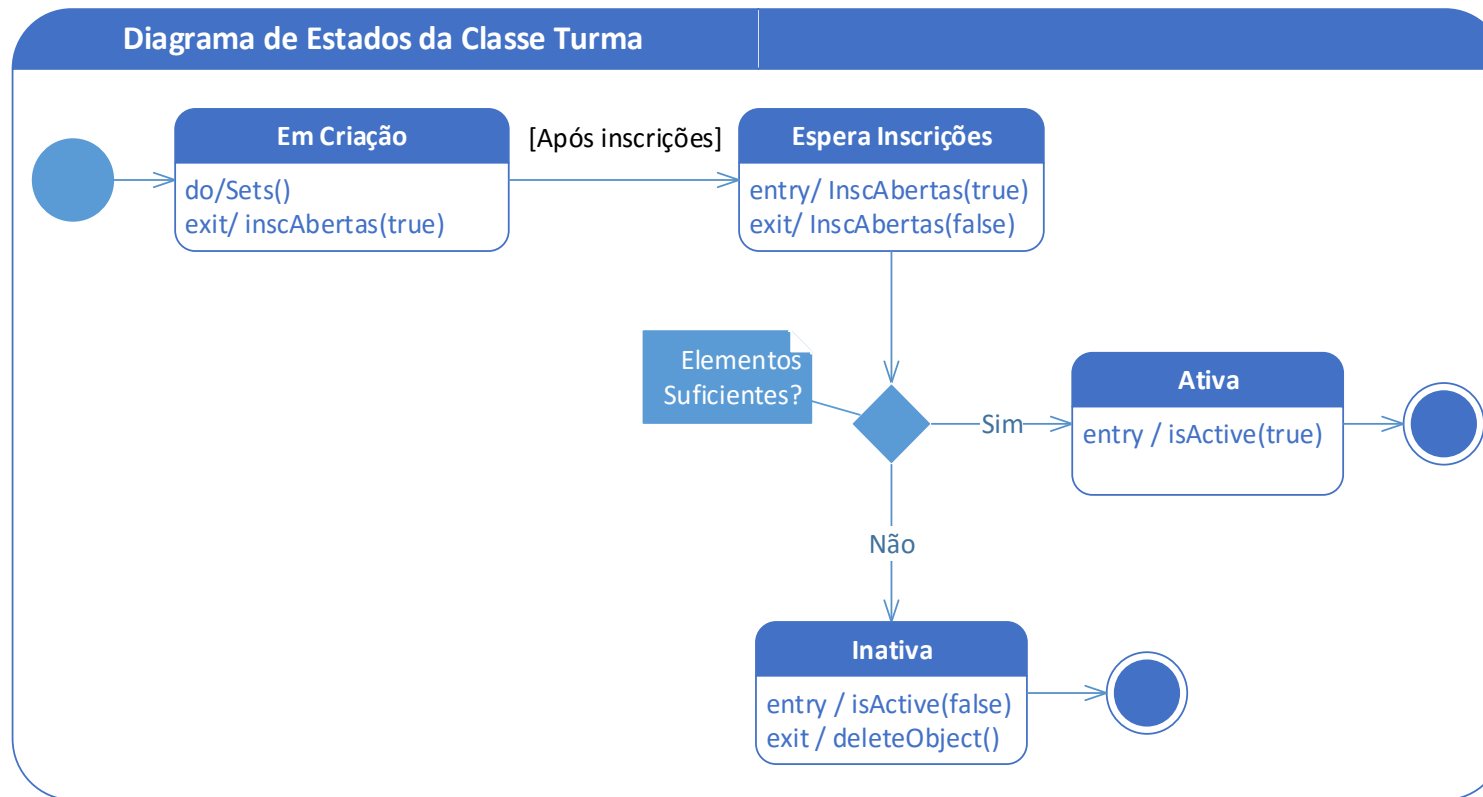 Diagrama de Estados da Classe Turma
Em Criação
do/Sets()
exit/ inscAbertas(true)
[Após inscrições]
Espera Inscrições
entry/ InscAbertas(true)
exit/ InscAbertas(false)
Elementos
Suficientes?
Sim
Ativa
entry / isActive(true)
Não
Inativa
entry / isActive(false)
exit / deleteObject()